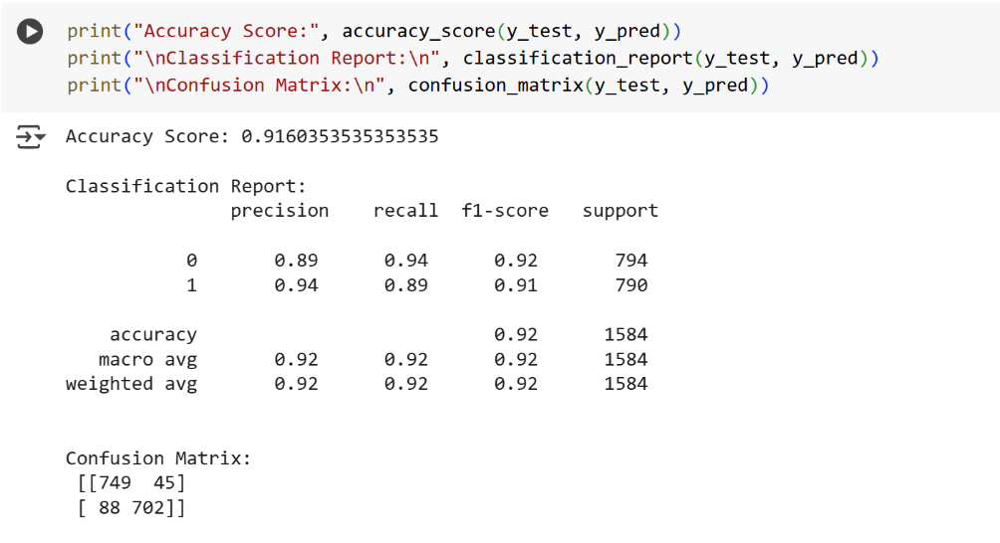 print("Accuracy Score:", accuracy_score(y_test, y_pred))
print("\nClassification Report:\n", classification_report(y_test, y_pred))
print("\nConfusion Matrix:\n", confusion_matrix(y_test, y_pred))
Accuracy Score: 0.9160353535353535
Classification Report:
precision recall f1-score support
0 0.89 0.94 0.92 794
1 0.94 0.89 0.91 790
accuracy 0.92 1584
macro avg 0.92 0.92 0.92 1584
weighted avg 0.92 0.92 0.92 1584
Confusion Matrix:
[[749 45]
[ 88 702]]